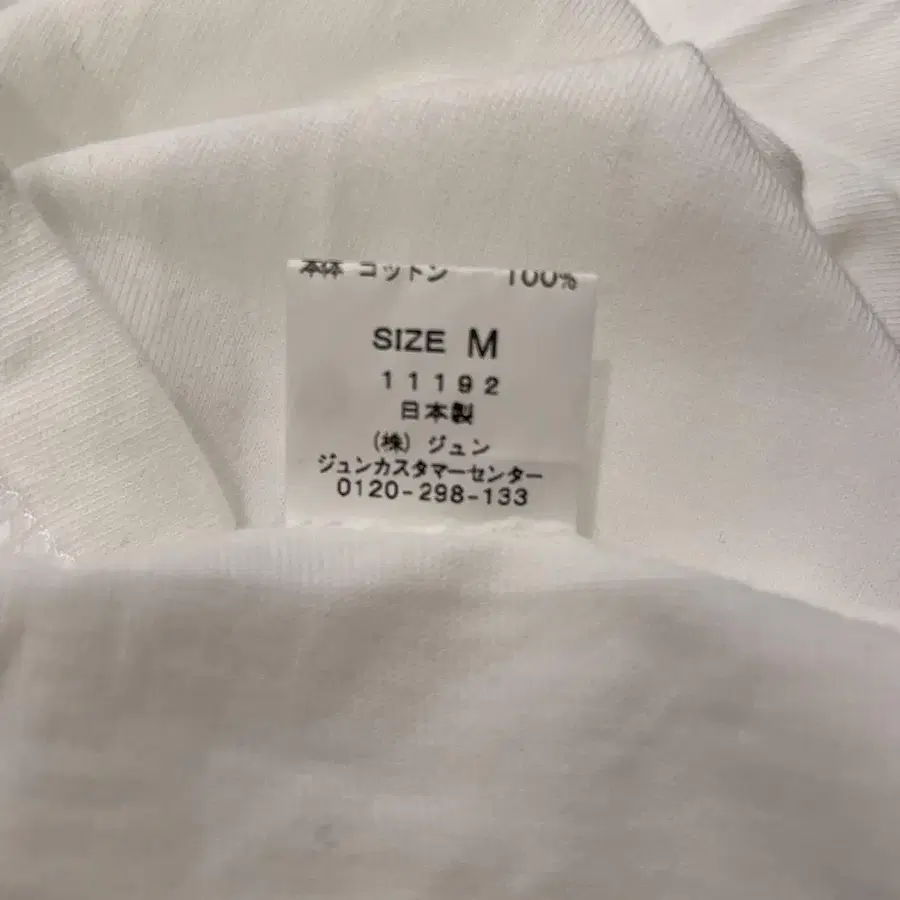 本体 コットン 100%
SIZE M
11192
日本製
(株) ジュン
ジュンカスタマーセンター
0120-298-133